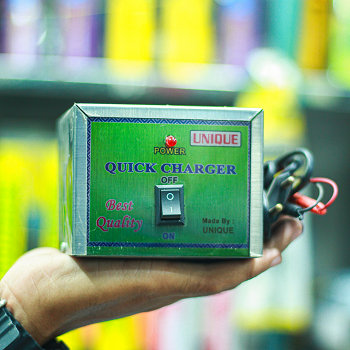 UNIQUE
POWER
QUICK CHARGER
OFF
Best
Quality
Made By :
UNIQUE
ON